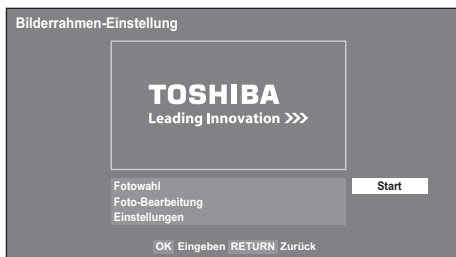 Bilderrahmen-Einstellung
TOSHIBA
Leading Innovation >>>
Fotowahl
Start
Foto-Bearbeitung
Einstellungen
OK Eingeben RETURN Zurück